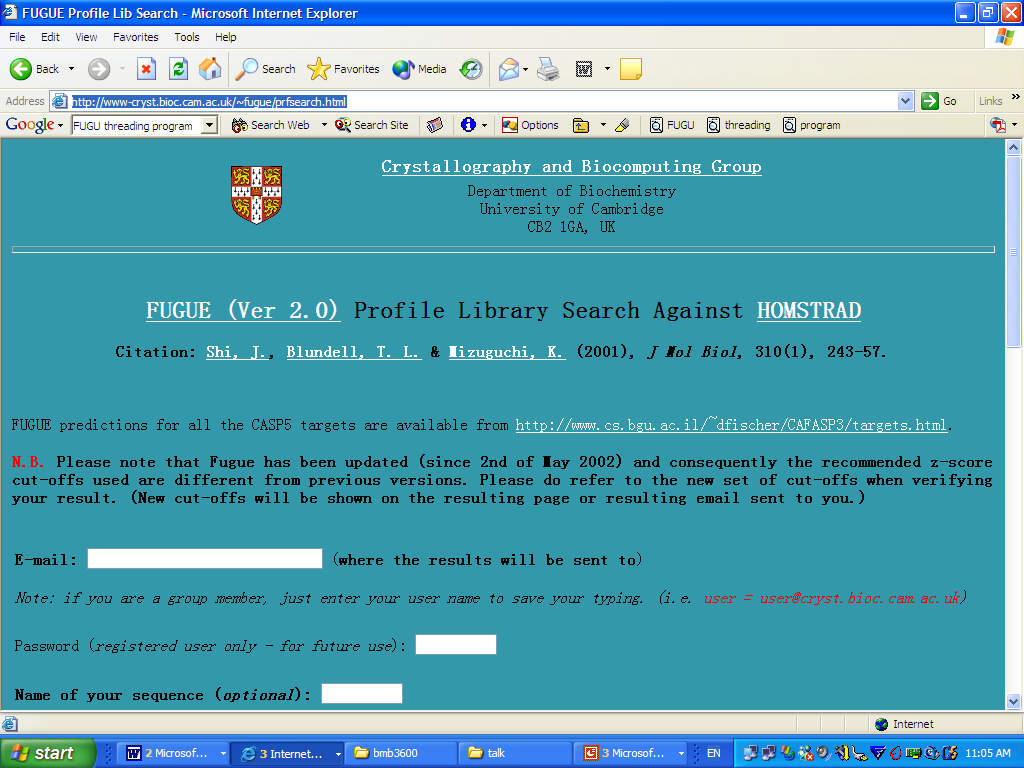 FUGUE Profile Lib Search - Microsoft Internet Explorer
File Edit View Favorites Tools Help
Back Search Favorites Media
Address http://www-cryst.bioc.cam.ac.uk/~fugue/prfsearch.html Go Links »
Google FUGU threading program Search Web Search Site Options FUGU threading program
Crystallography and Biocomputing Group
Department of Biochemistry
University of Cambridge
CB2 1GA, UK
FUGUE (Ver 2.0) Profile Library Search Against HOMSTRAD
Citation: Shi, J., Blundell, T. L. & Mizuguchi, K. (2001), J Mol Biol, 310(1), 243-57.
FUGUE predictions for all the CASP5 targets are available from http://www.cs.bgu.ac.il/~dfischer/CAFASP3/targets.html.
N.B. Please note that Fugue has been updated (since 2nd of May 2002) and consequently the recommended z-score
cut-offs used are different from previous versions. Please do refer to the new set of cut-offs when verifying
your result. (New cut-offs will be shown on the resulting page or resulting email sent to you.)
E-mail: (where the results will be sent to)
Note: if you are a group member, just enter your user name to save your typing. (i.e. user = user@cryst.bioc.cam.ac.uk)
Password (registered user only - for future use):
Name of your sequence (optional):
Internet
start 2 Microsof... 3 Internet... bmb3600 talk 3 Microsof... EN 11:05 AM